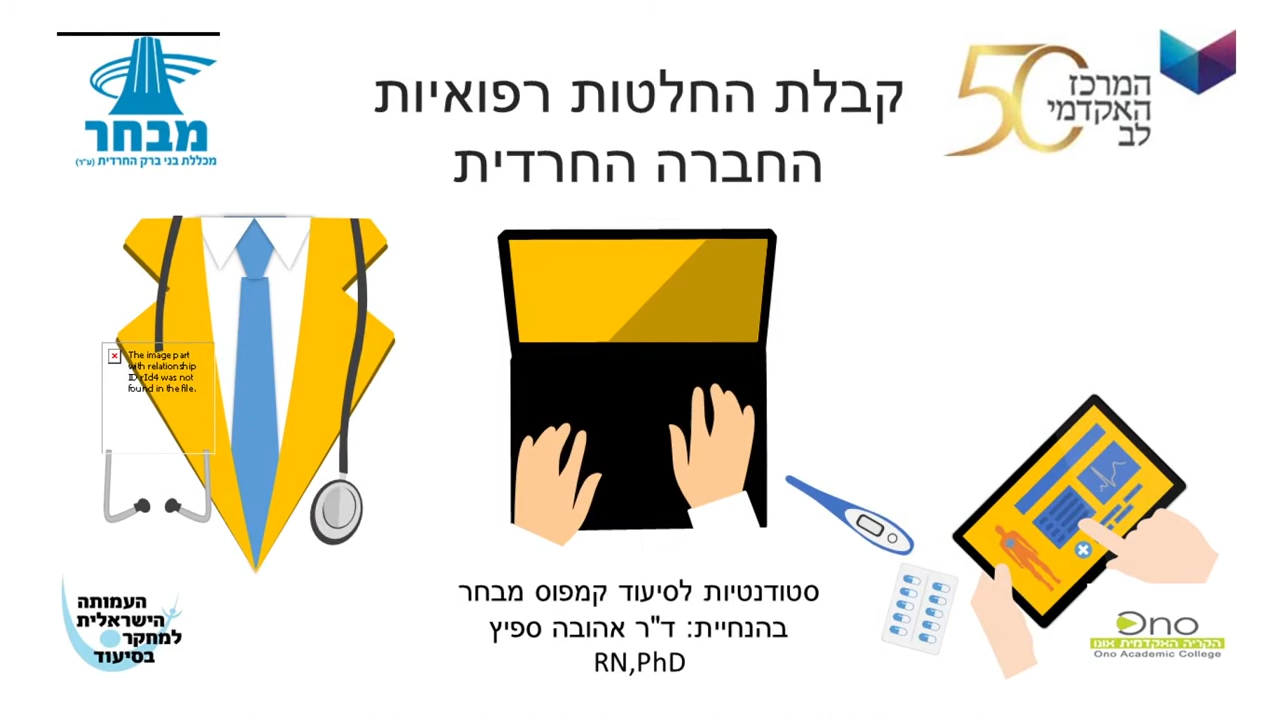 קבלת החלטות רפואיות
החברה החרדית
מבחר
מכללת בני ברק החרדית (ע"ר)
50
המרכז
האקדמי
לב
The image part
with relationship
ID rId4 was not
found in the file.
סטודנטיות לסיעוד קמפוס מבחר
בהנחיית: ד"ר אהובה ספיץ
RN,PhD
העמותה
הישראלית
למחקר
בסיעוד
Ono
הקריה האקדמית אונו
Ono Academic College